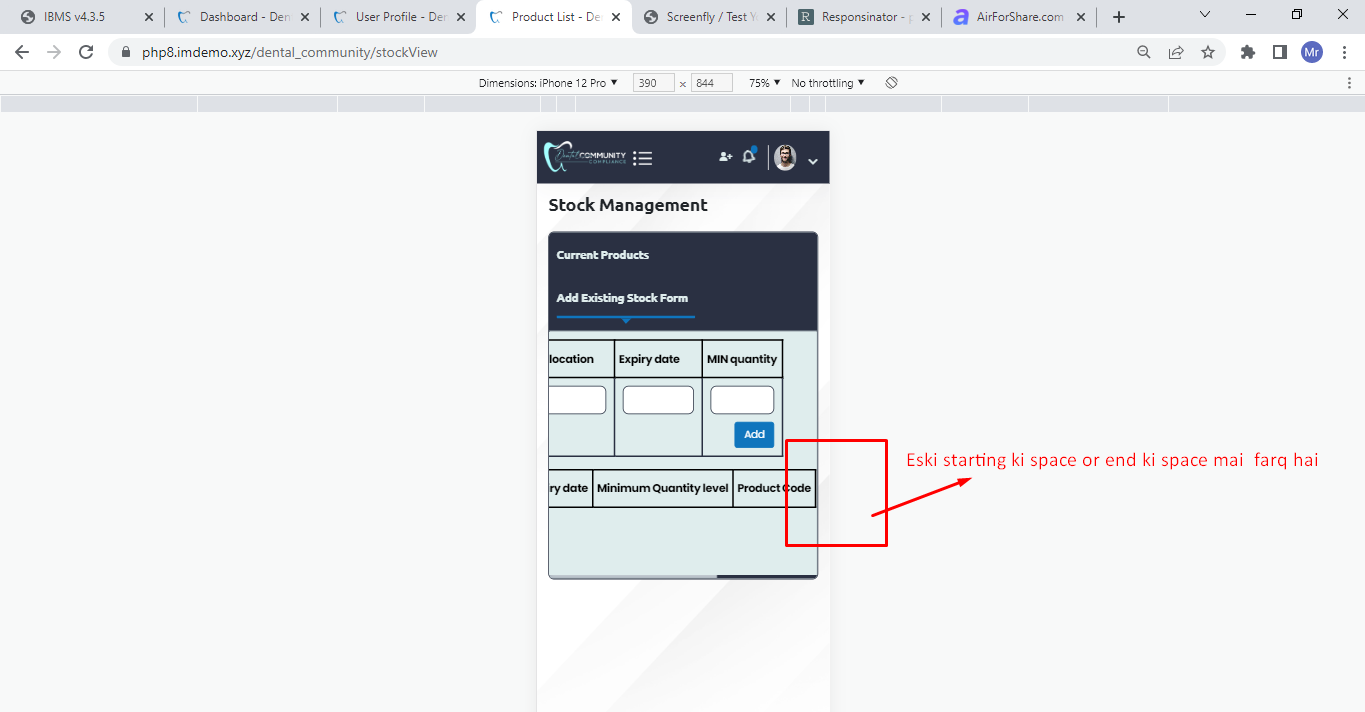 IBMS v4.3.5
Dashboard - Den
User Profile - Der
Product List - De
Screenfly / Test Y
Responsinator - p
AirForShare.com
php8.imdemo.xyz/dental_community/stockView
Mr
Dimensions: iPhone 12 Pro ▼ 390 x 844 75% ▼ No throttling ▼
Dental COMMUNITY
COMPLIANCE
Stock Management
Current Products
Add Existing Stock Form
location Expiry date MIN quantity
Add
Eski starting ki space or end ki space mai farq hai
ry date Minimum Quantity level Product Code